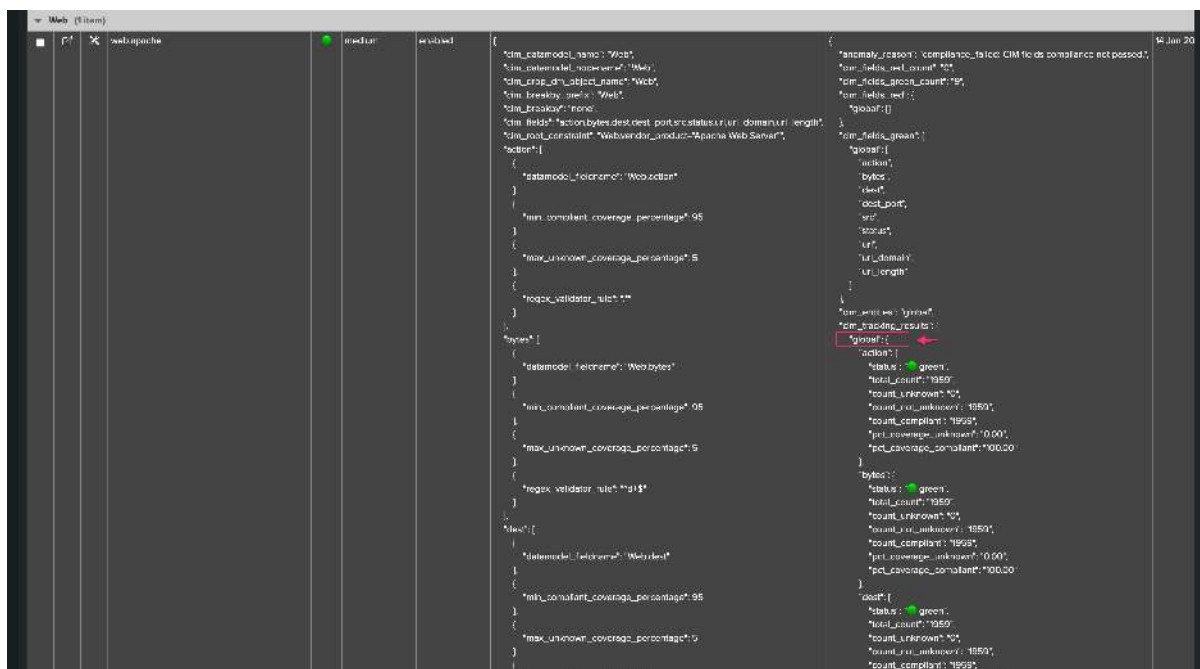 Web (1 item)
web:apache
medium
enabled
{
"cim_datamodel_name": "Web",
"cim_datamodel_nodename": "Web",
"cim_drop_dm_object_name": "Web",
"cim_breakby_prefix": "Web",
"cim_breakby": "none",
"cim_fields": "action,bytes,dest,dest_port,src,status,url,url_domain,url_length",
"cim_root_constraint": "Web.vendor_product=\"Apache Web Server\"",
"action": [
{
"datamodel_fieldname": "Web.action"
}
{
"min_compliant_coverage_percentage": 95
},
{
"max_unknown_coverage_percentage": 5
},
{
"regex_validator_rule": ".*"
}
],
"bytes": [
{
"datamodel_fieldname": "Web.bytes"
}
{
"min_compliant_coverage_percentage": 95
},
{
"max_unknown_coverage_percentage": 5
},
{
"regex_validator_rule": "^\d+$"
}
],
"dest": [
{
"datamodel_fieldname": "Web.dest"
},
{
"min_compliant_coverage_percentage": 95
},
{
"max_unknown_coverage_percentage": 5
},
{
{
"anomaly_reason": "compliance_failed: CIM fields compliance not passed.",
"cim_fields_red_count": "0",
"cim_fields_green_count": "9",
"cim_fields_red": {
"global": []
},
"cim_fields_green": {
"global": [
"action",
"bytes",
"dest",
"dest_port",
"src",
"status",
"url",
"url_domain",
"url_length"
]
},
"cim_entities": "global",
"cim_tracking_results": {
"global": {
"action": {
"status": "green",
"total_count": "1959",
"count_unknown": "0",
"count_not_unknown": "1959",
"count_compliant": "1959",
"pct_coverage_unknown": "0.00",
"pct_coverage_compliant": "100.00"
},
"bytes": {
"status": "green",
"total_count": "1959",
"count_unknown": "0",
"count_not_unknown": "1959",
"count_compliant": "1959",
"pct_coverage_unknown": "0.00",
"pct_coverage_compliant": "100.00"
},
"dest": {
"status": "green",
"total_count": "1959",
"count_unknown": "0",
"count_not_unknown": "1959",
"count_compliant": "1959",
14 Jan 20